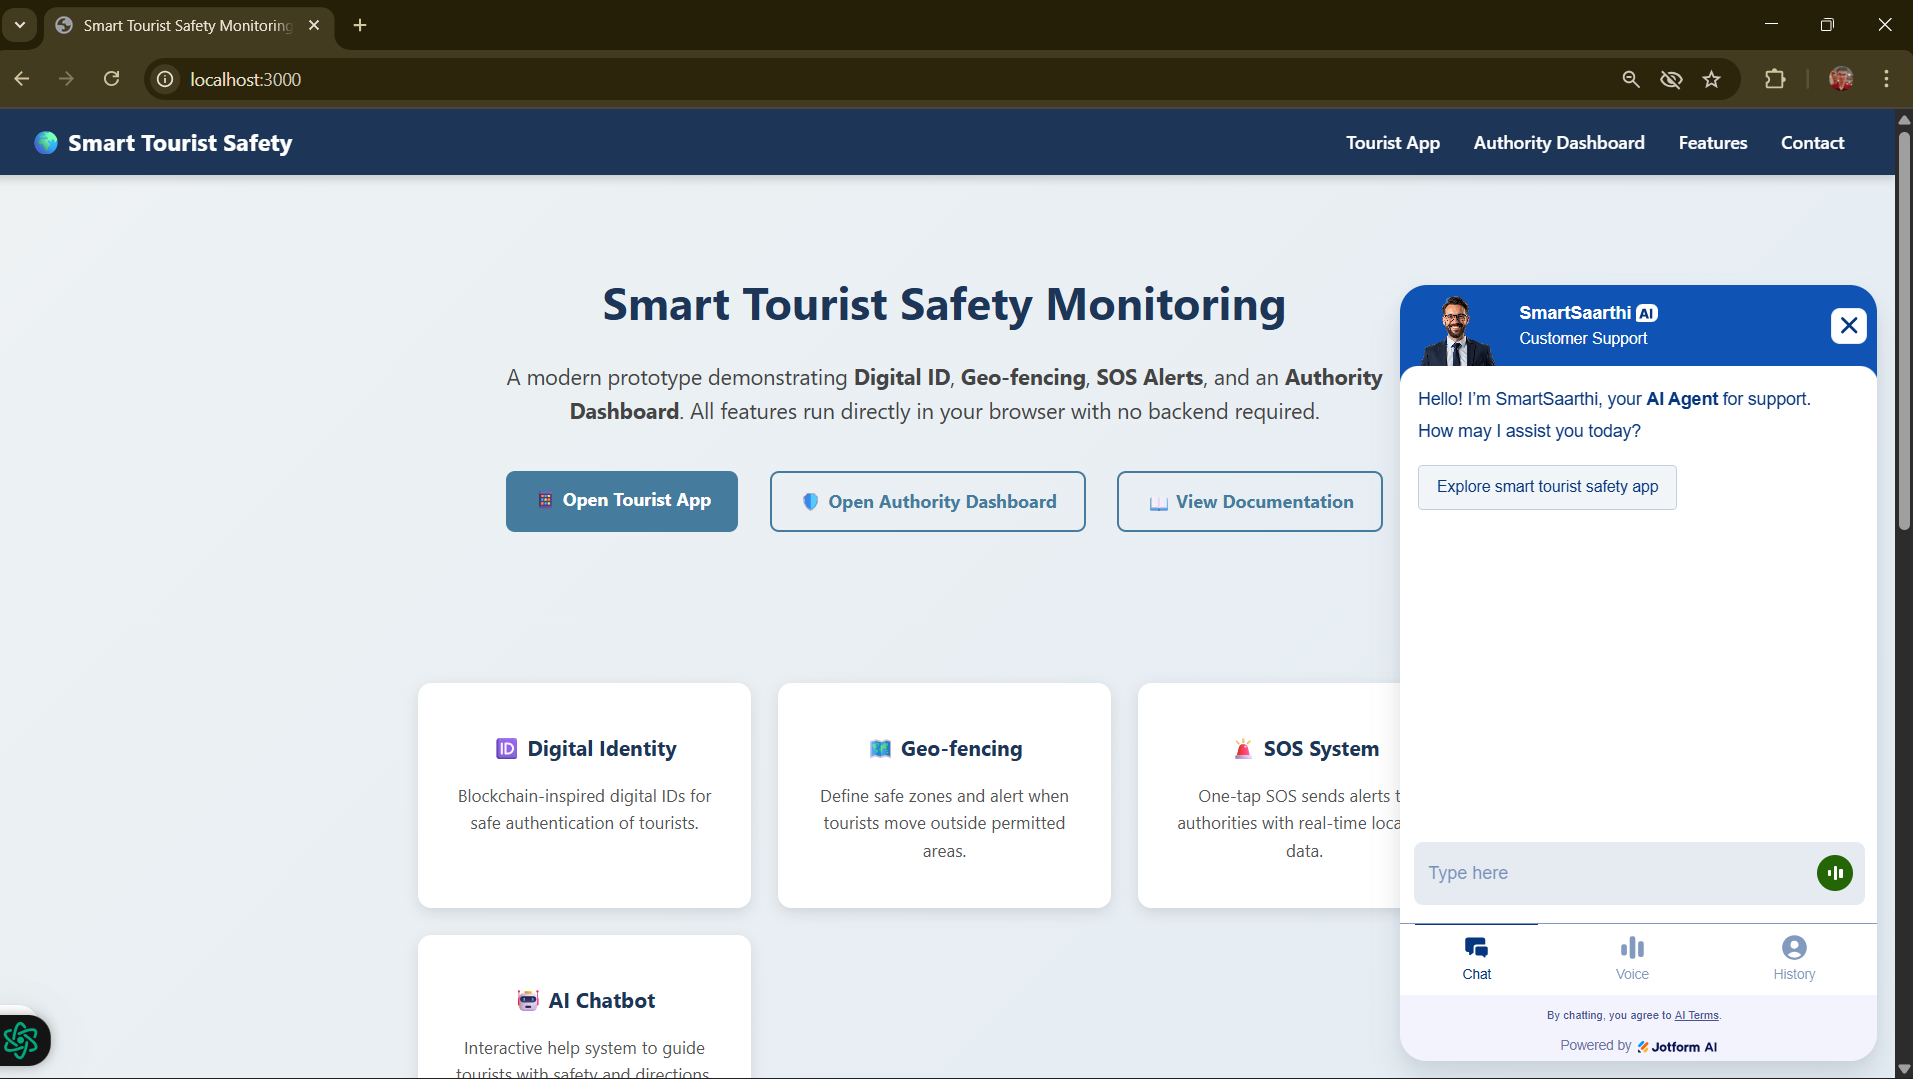 Smart Tourist Safety Monitoring
localhost:3000
Smart Tourist Safety
Tourist App
Authority Dashboard
Features
Contact
Smart Tourist Safety Monitoring
A modern prototype demonstrating Digital ID, Geo-fencing, SOS Alerts, and an Authority
Dashboard. All features run directly in your browser with no backend required.
Open Tourist App
Open Authority Dashboard
View Documentation
ID Digital Identity
Blockchain-inspired digital IDs for
safe authentication of tourists.
Geo-fencing
Define safe zones and alert when
tourists move outside permitted
areas.
SOS System
One-tap SOS sends alerts t
authorities with real-time loca
data.
AI Chatbot
Interactive help system to guide
tourists with safety and directions
SmartSaarthi AI
Customer Support
Hello! I'm SmartSaarthi, your AI Agent for support.
How may I assist you today?
Explore smart tourist safety app
Type here
Chat
Voice
History
By chatting, you agree to AI Terms.
Powered by Jotform AI